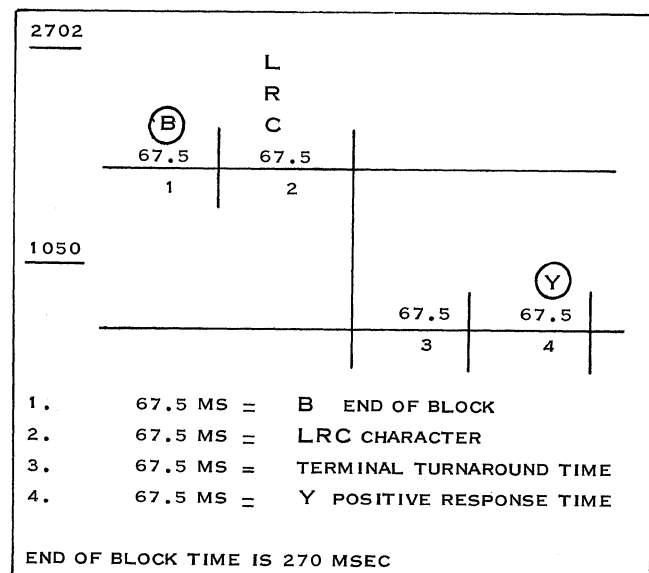 2702
L
R
C
B
67.5 67.5
1 2
1050
Y
67.5 67.5
3 4
1. 67.5 MS = B END OF BLOCK
2. 67.5 MS = LRC CHARACTER
3. 67.5 MS = TERMINAL TURNAROUND TIME
4. 67.5 MS = Y POSITIVE RESPONSE TIME
END OF BLOCK TIME IS 270 MSEC